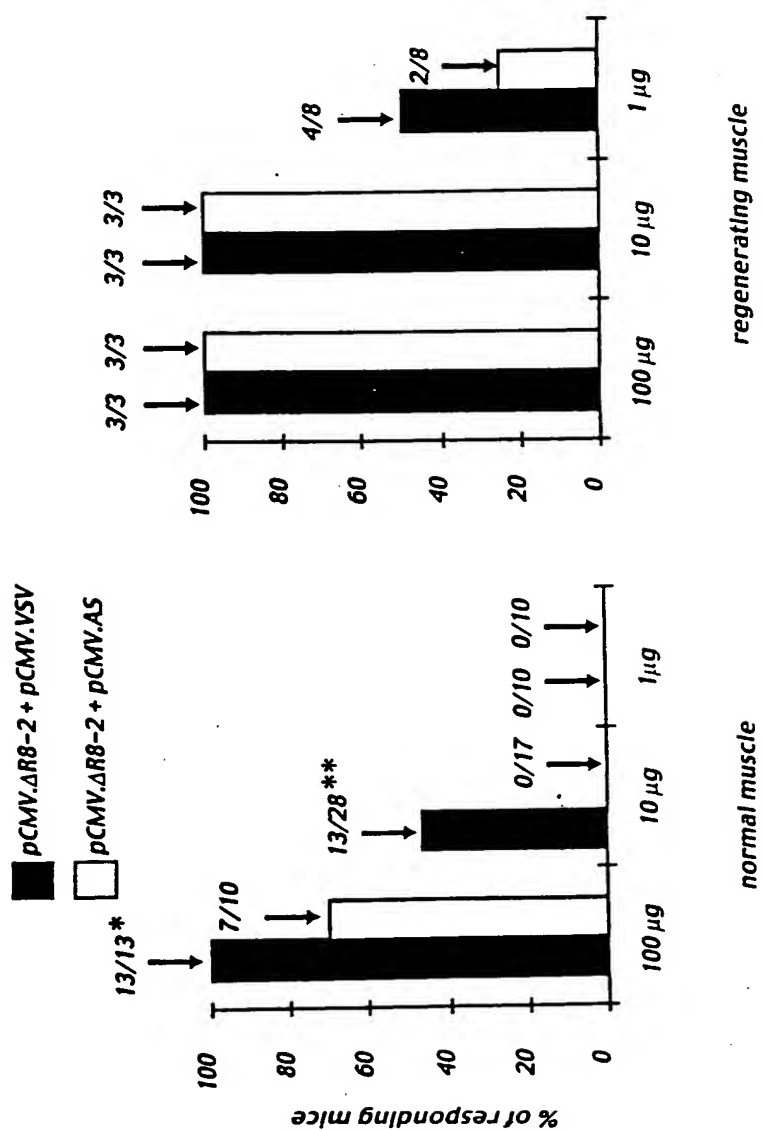 pCMV.ΔR8-2 + pCMV.VSV
pCMV.ΔR8-2 + pCMV.AS
% of responding mice
100
80
60
40
20
0
13/13*
7/10
13/28**
0/17
0/10
0/10
100 µg
10 µg
1µg
normal muscle
100
80
60
40
20
0
3/3
3/3
3/3
3/3
4/8
2/8
100 µg
10 µg
1 µg
regenerating muscle